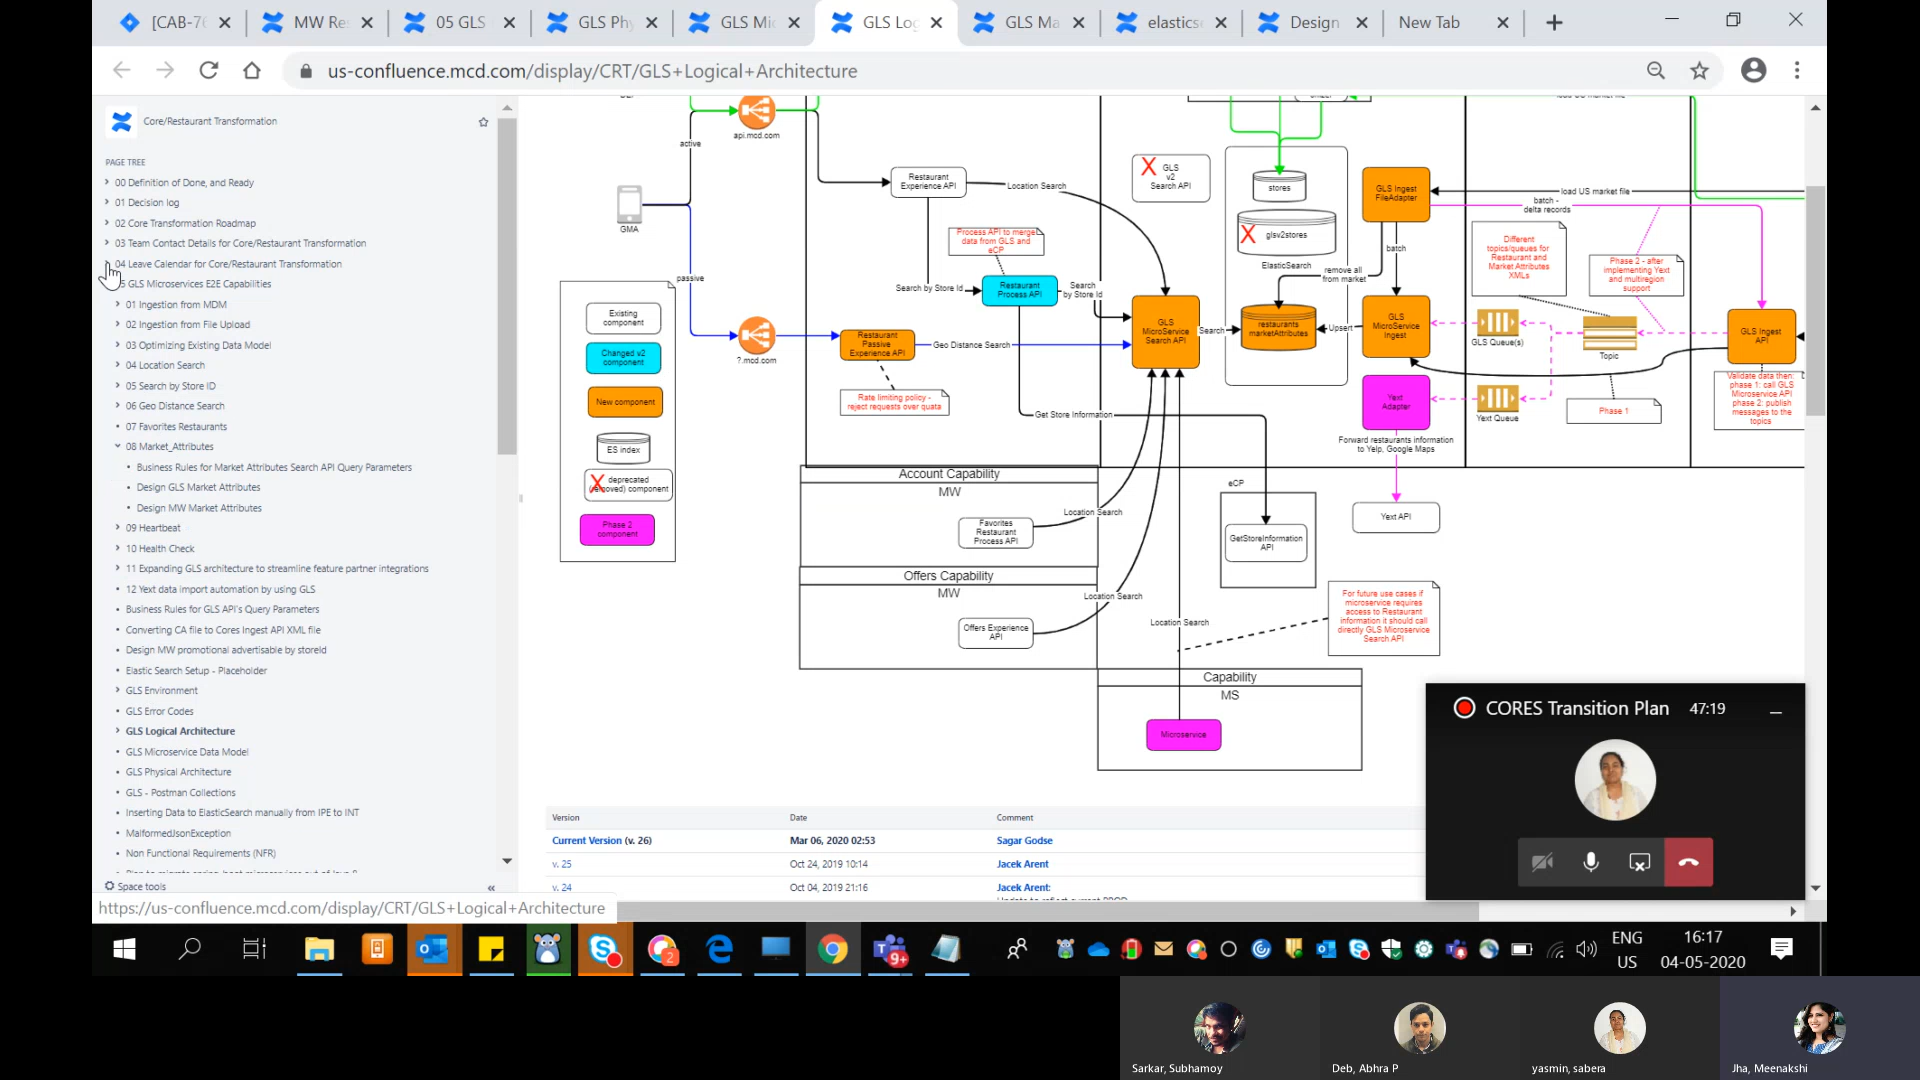 [CAB-76
MW Re
05 GLS
GLS Phy
GLS Mic
GLS Log
GLS Ma
elasticse
Design
New Tab
us-confluence.mcd.com/display/CRT/GLS+Logical+Architecture
Core/Restaurant Transformation
PAGE TREE
00 Definition of Done, and Ready
01 Decision log
02 Core Transformation Roadmap
03 Team Contact Details for Core/Restaurant Transformation
04 Leave Calendar for Core/Restaurant Transformation
GLS Microservices E2E Capabilities
01 Ingestion from MDM
02 Ingestion from File Upload
03 Optimizing Existing Data Model
04 Location Search
05 Search by Store ID
06 Geo Distance Search
07 Favorites Restaurants
08 Market_Attributes
Business Rules for Market Attributes Search API Query Parameters
Design GLS Market Attributes
Design MW Market Attributes
09 Heartbeat
10 Health Check
11 Expanding GLS architecture to streamline feature partner integrations
12 Yext data import automation by using GLS
Business Rules for GLS API's Query Parameters
Converting CA file to Cores Ingest API XML file
Design MW promotional advertisable by storeId
Elastic Search Setup - Placeholder
GLS Environment
GLS Error Codes
GLS Logical Architecture
GLS Microservice Data Model
GLS Physical Architecture
GLS - Postman Collections
Inserting Data to ElasticSearch manually from IPE to INT
MalformedJsonException
Non Functional Requirements (NFR)
Space tools
https://us-confluence.mcd.com/display/CRT/GLS+Logical+Architecture
api.mcd.com
active
GMA
passive
?.mcd.com
Existing
component
Changed v2
component
New component
ES index
X
deprecated
(removed) component
Phase 2
component
Restaurant
Experience API
Location Search
Process API to merge
data from GLS and
eCP
Search by Store Id
Restaurant
Process API
Search
by Store Id
Restaurant
Passive
Experience API
Geo Distance Search
Rate limiting policy -
reject requests over quata
Get Store Information
X
GLS
v2
Search API
GLS
MicroService
Search API
Search
stores
X
glsv2stores
ElasticSearch
restaurants
marketAttributes
remove all
from market
Upsert
GLS Ingest
FileAdapter
batch
GLS
MicroService
Ingest
Yext
Adapter
Forward restaurants information
to Yelp, Google Maps
Yext API
load US market file
batch -
delta records
Different
topics/queues for
Restaurant and
Market Attributes
XMLs
Phase 2 - after
implementing Yext
and multiregion
support
GLS Queue(s)
Topic
Yext Queue
Phase 1
GLS Ingest
API
Validate data then:
phase 1: call GLS
Microservice API
phase 2: publish
messages to the
topics
Account Capability
MW
Favorites
Restaurant
Process API
Location Search
Offers Capability
MW
Offers Experience
API
Location Search
Location Search
eCP
GetStoreInformation
API
For future use cases if
microservice requires
access to Restaurant
information it should call
directly GLS Microservice
Search API
Capability
MS
Microservice
Version
Date
Comment
Current Version (v. 26)
Mar 06, 2020 02:53
Sagar Godse
v. 25
Oct 24, 2019 10:14
Jacek Arent
v. 24
Oct 04, 2019 21:16
Jacek Arent:
CORES Transition Plan
47:19
2
9+
ENG
US
16:17
04-05-2020
Sarkar, Subhamoy
Deb, Abhra P
yasmin, sabera
Jha, Meenakshi